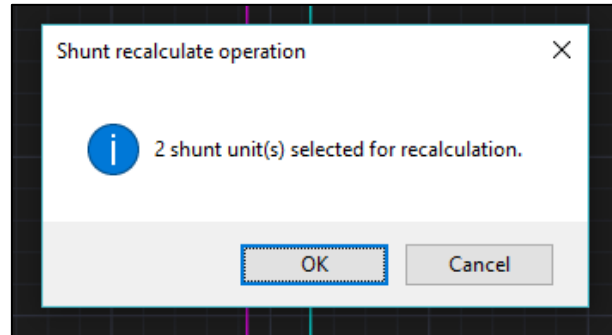 Shunt recalculate operation
2 shunt unit(s) selected for recalculation.
OK
Cancel